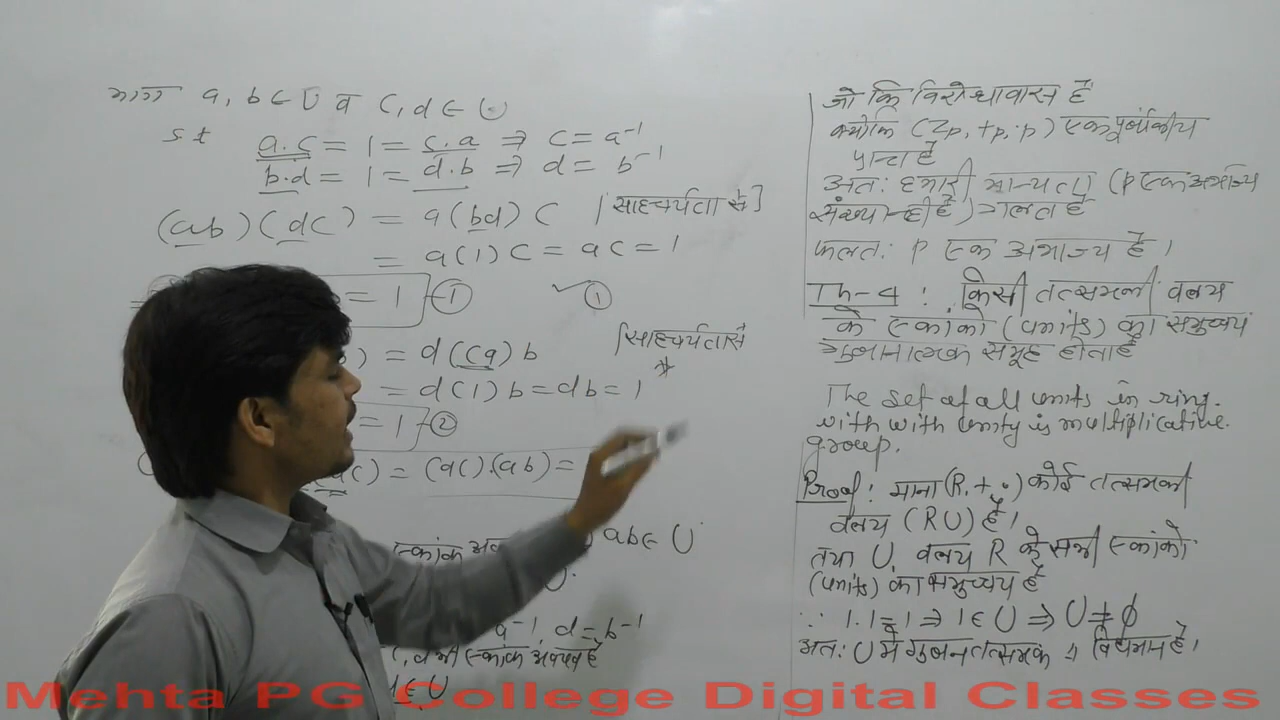 माना a, b ∈ U व c, d ∈ U
s.t
a.c = 1 = c.a ⇒ c = a⁻¹
b.d = 1 = d.b ⇒ d = b⁻¹
(ab)(dc) = a(bd)c [साहचर्यता से]
= a(1)c = ac = 1
= 1 —① ✓①
) = d(ca)b [साहचर्यता से
= d(1)b = db = 1 *
= 1 —②
) = (ac).(ab) =
एकांक ab ∈ U
U.
a⁻¹, d = b⁻¹
c, d भी एकांक अवयव है
d ∈ U
जो कि विरोधाभास है
क्योकि (Zp, +p, ·p) एक पूर्णांकीय
प्रान्त है
अत: हमारी मान्यता (p एक अभाज्य
संख्या नही है) गलत है
फलत: p एक अभाज्य है।
Th-4 : किसी तत्समकी वलय
के एकांको (units) का समुच्चय
गुणनात्मक समूह होता है
The set of all units in ring.
with with unity is multiplicative.
group.
Proof : माना (R, +, ·) कोई तत्समकी
वलय (RU) है।
तथा U, वलय R के सभी एकांको
(units) का समुच्चय है
∵ 1.1 = 1 ⇒ 1 ∈ U ⇒ U ≠ ϕ
अत: U मे गुणन तत्समक 1 विद्यमान है।
Mehta PG College Digital Classes